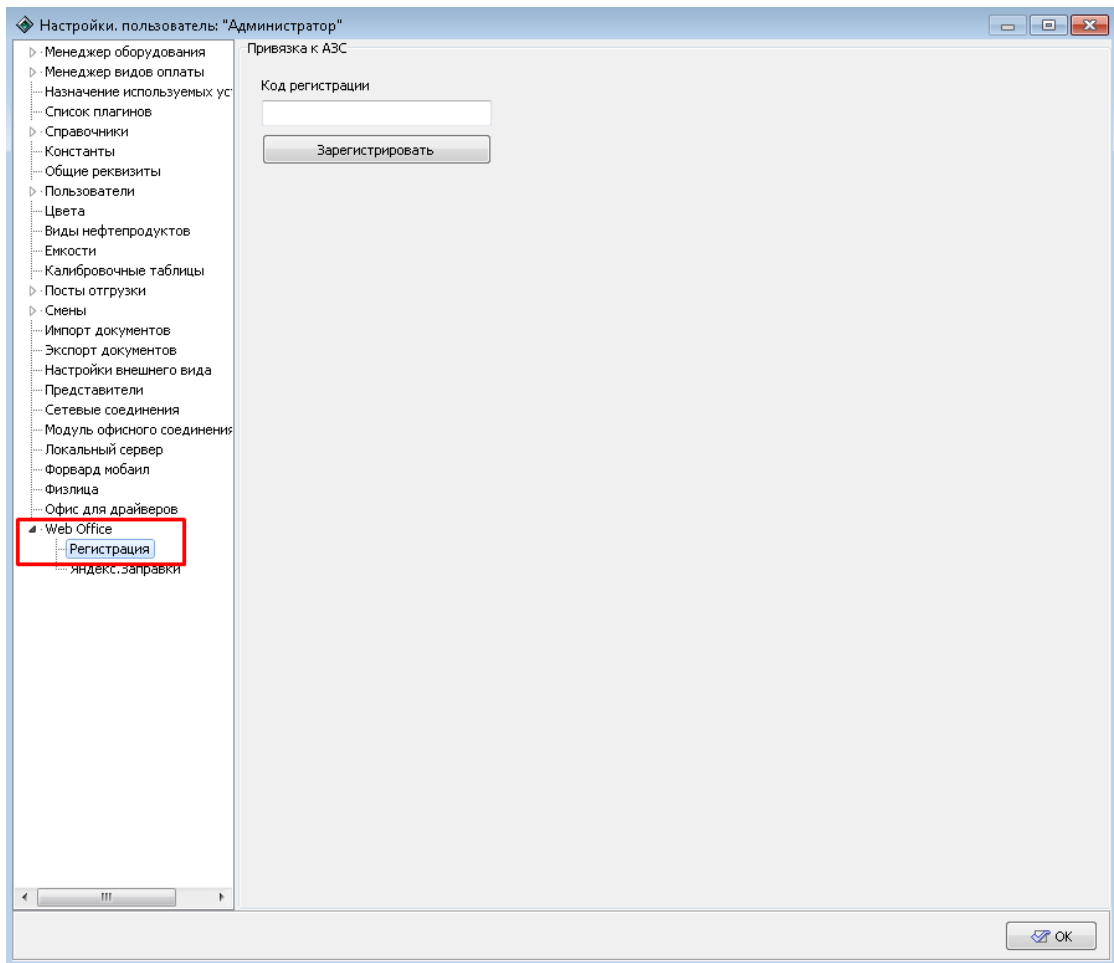 Настройки. пользователь: "Администратор"
Менеджер оборудования
Менеджер видов оплаты
Назначение используемых ус
Список плагинов
Справочники
Константы
Общие реквизиты
Пользователи
Цвета
Виды нефтепродуктов
Емкости
Калибровочные таблицы
Посты отгрузки
Смены
Импорт документов
Экспорт документов
Настройки внешнего вида
Представители
Сетевые соединения
Модуль офисного соединения
Локальный сервер
Форвард мобаил
Физлица
Офис для драйверов
Web Office
Регистрация
Яндекс.Заправки
Привязка к АЗС
Код регистрации
Зарегистрировать
OK